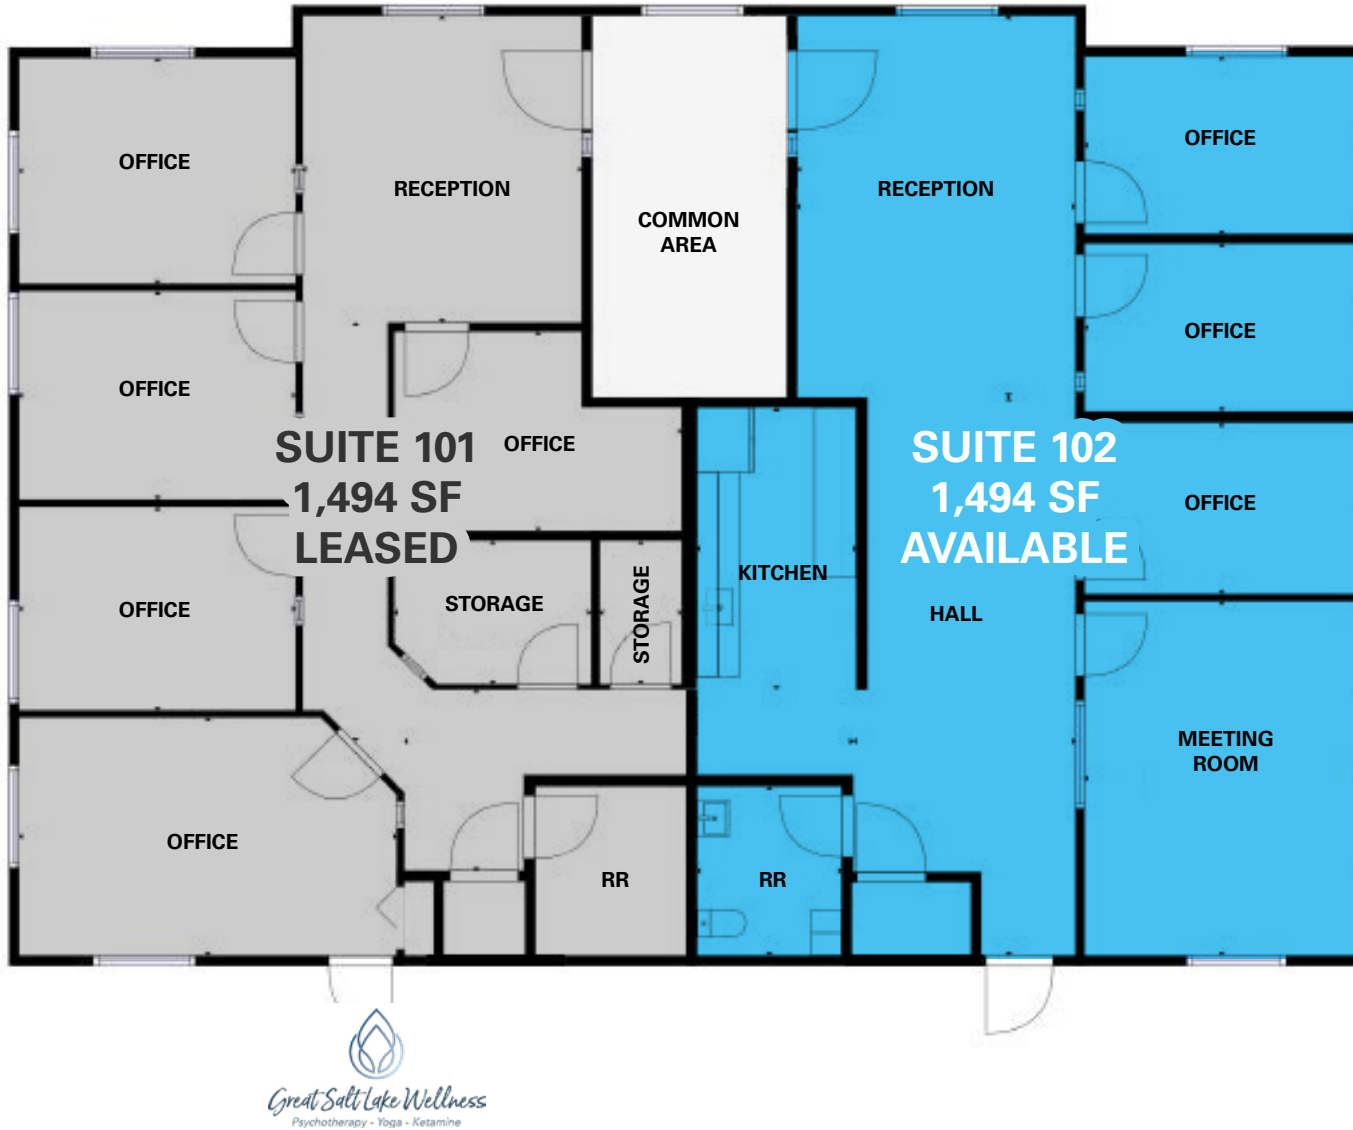 OFFICE
RECEPTION
COMMON
AREA
RECEPTION
OFFICE
OFFICE
OFFICE
OFFICE
SUITE 101
1,494 SF
LEASED
SUITE 102
1,494 SF
AVAILABLE
OFFICE
OFFICE
STORAGE
STORAGE
KITCHEN
HALL
MEETING
ROOM
OFFICE
RR
RR
Great Salt Lake Wellness
Psychotherapy - Yoga - Ketamine